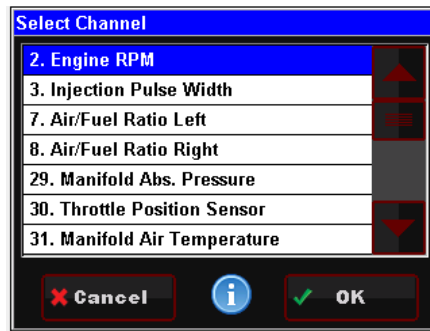 Select Channel
2. Engine RPM
3. Injection Pulse Width
7. Air/Fuel Ratio Left
8. Air/Fuel Ratio Right
29. Manifold Abs. Pressure
30. Throttle Position Sensor
31. Manifold Air Temperature
Cancel i OK